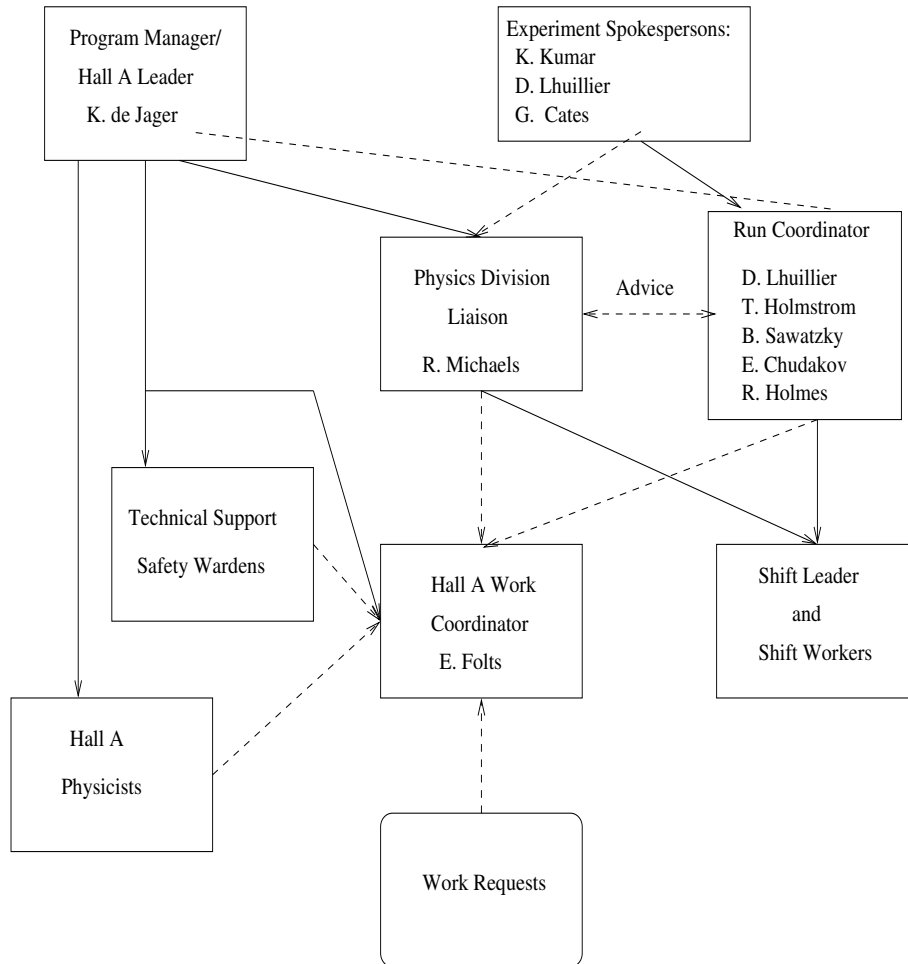 Program Manager/
Hall A Leader
K. de Jager
Experiment Spokespersons:
K. Kumar
D. Lhuillier
G. Cates
Run Coordinator
D. Lhuillier
T. Holmstrom
B. Sawatzky
E. Chudakov
R. Holmes
Physics Division
Liaison
R. Michaels
Advice
Technical Support
Safety Wardens
Hall A Work
Coordinator
E. Folts
Shift Leader
and
Shift Workers
Hall A
Physicists
Work Requests